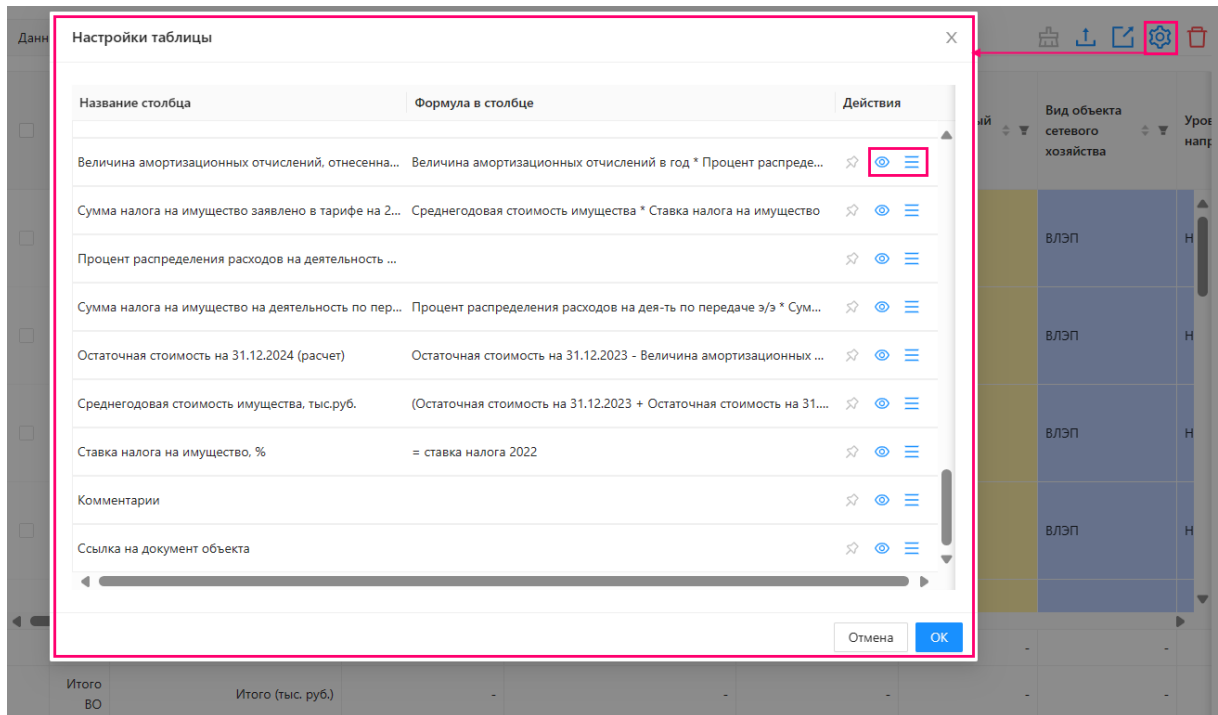 Данн
Настройки таблицы
Название столбца Формула в столбце Действия
Величина амортизационных отчислений, отнесенна... Величина амортизационных отчислений в год * Процент распреде...
Сумма налога на имущество заявлено в тарифе на 2... Среднегодовая стоимость имущества * Ставка налога на имущество
Процент распределения расходов на деятельность ...
Сумма налога на имущество на деятельность по пер... Процент распределения расходов на дея-ть по передаче э/э * Сум...
Остаточная стоимость на 31.12.2024 (расчет) Остаточная стоимость на 31.12.2023 - Величина амортизационных ...
Среднегодовая стоимость имущества, тыс.руб. (Остаточная стоимость на 31.12.2023 + Остаточная стоимость на 31....
Ставка налога на имущество, % = ставка налога 2022
Комментарии
Ссылка на документ объекта
Отмена OK
ый
Вид объекта
сетевого
хозяйства
Уров
напр
ВЛЭП Н
ВЛЭП Н
ВЛЭП Н
ВЛЭП Н
- -
Итого
ВО
Итого (тыс. руб.) - - - - -